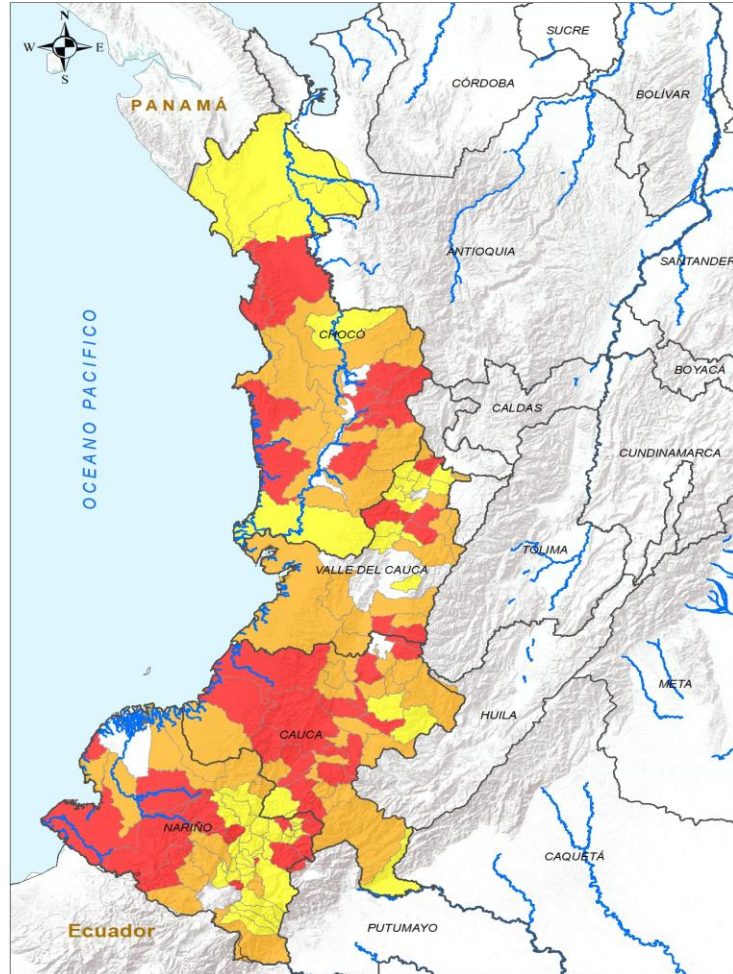 SUCRE
N
W E
S
CÓRDOBA
BOLÍVAR
PANAMÁ
ANTIOQUIA
SANTANDER
OCEANO PACIFICO
CHOCÓ
BOYACÁ
CALDAS
CUNDINAMARCA
TOLIMA
VALLE DEL CAUCA
META
HUILA
CAUCA
NARIÑO
CAQUETÁ
PUTUMAYO
Ecuador